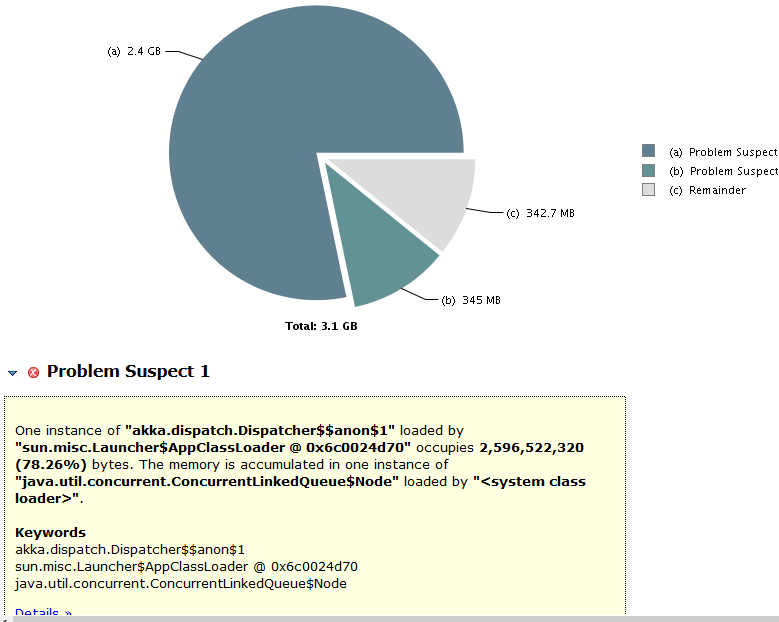 (a) 2.4 GB
(a) Problem Suspect
(b) Problem Suspect
(c) Remainder
(c) 342.7 MB
(b) 345 MB
Total: 3.1 GB
Problem Suspect 1
One instance of "akka.dispatch.Dispatcher$$anon$1" loaded by
"sun.misc.Launcher$AppClassLoader @ 0x6c0024d70" occupies 2,596,522,320
(78.26%) bytes. The memory is accumulated in one instance of
"java.util.concurrent.ConcurrentLinkedQueue$Node" loaded by "<system class
loader>".
Keywords
akka.dispatch.Dispatcher$$anon$1
sun.misc.Launcher$AppClassLoader @ 0x6c0024d70
java.util.concurrent.ConcurrentLinkedQueue$Node
Details »